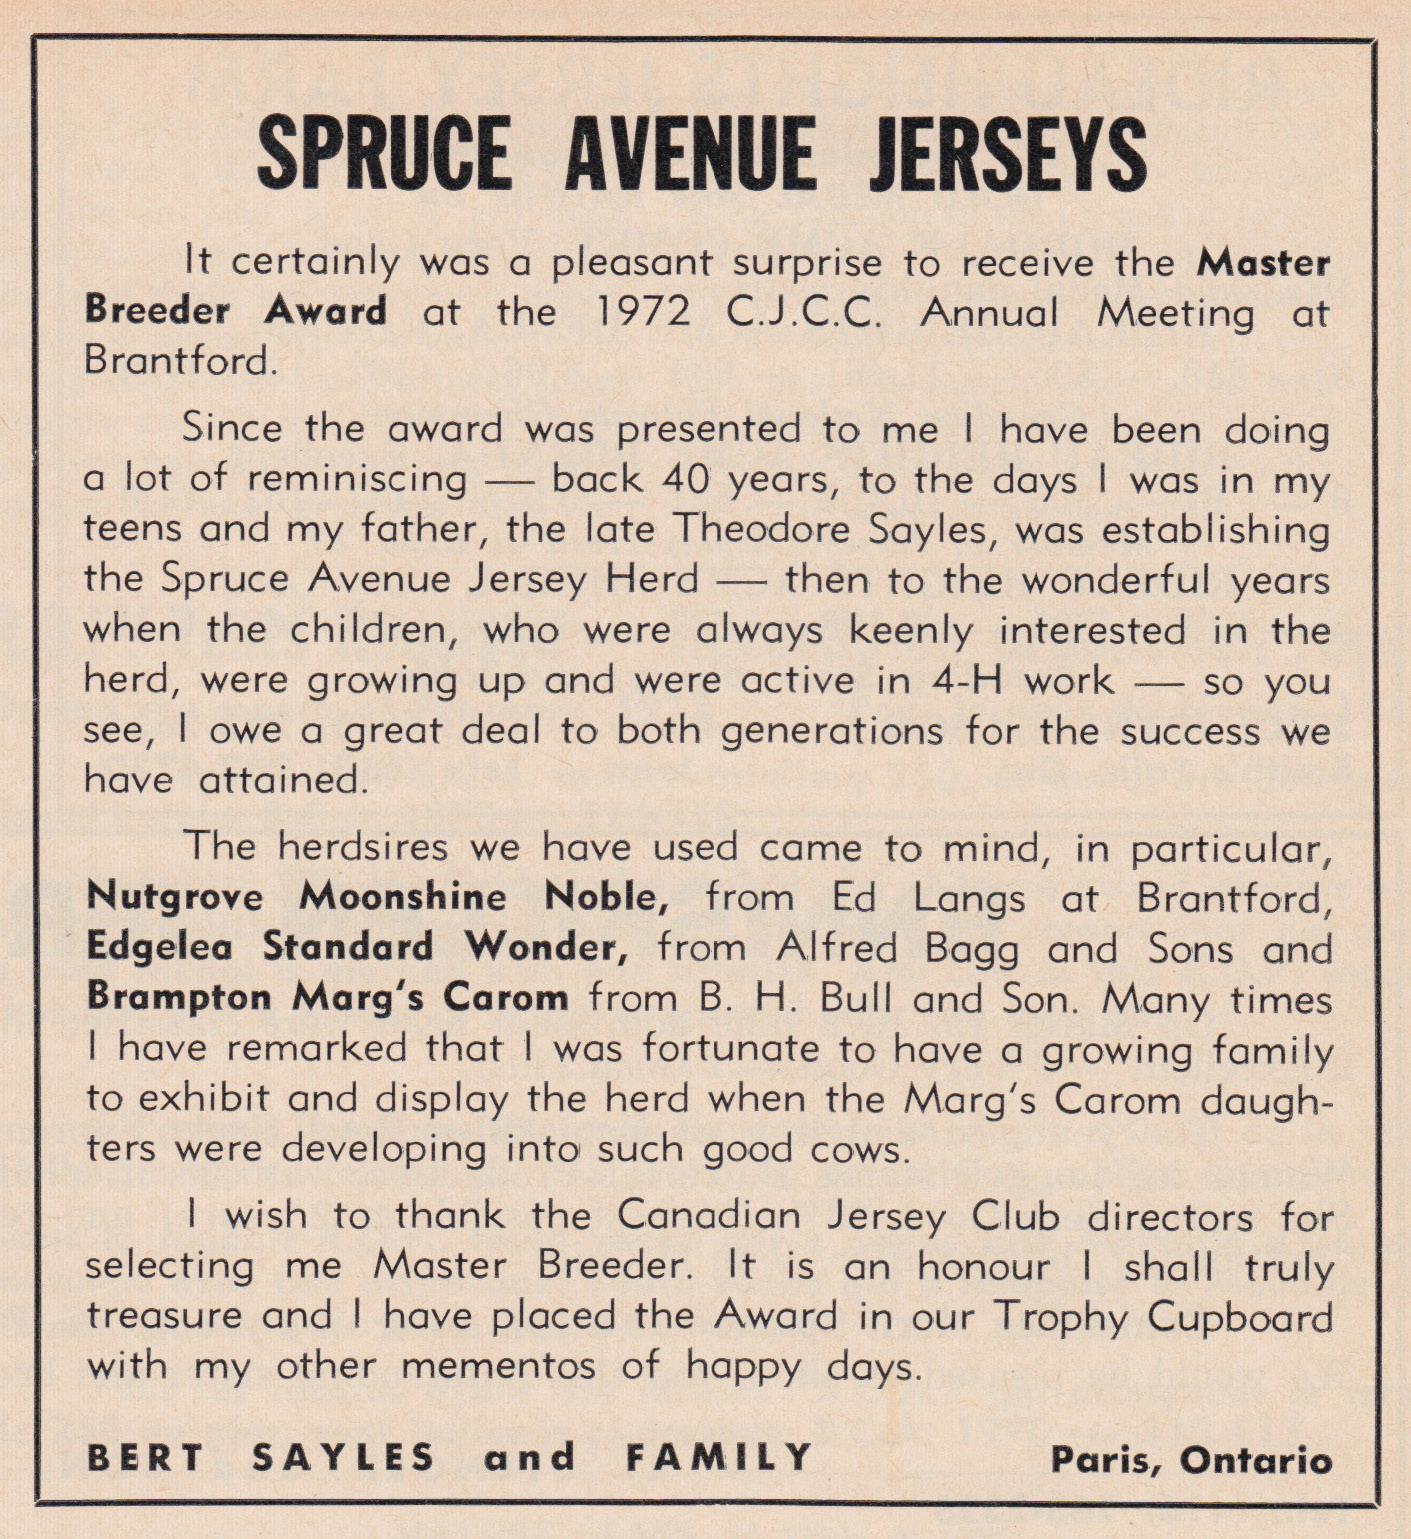 SPRUCE AVENUE JERSEYS
It certainly was a pleasant surprise to receive the Master
Breeder Award at the 1972 C.J.C.C. Annual Meeting at
Brantford.
Since the award was presented to me I have been doing
a lot of reminiscing — back 40 years, to the days I was in my
teens and my father, the late Theodore Sayles, was establishing
the Spruce Avenue Jersey Herd — then to the wonderful years
when the children, who were always keenly interested in the
herd, were growing up and were active in 4-H work — so you
see, I owe a great deal to both generations for the success we
have attained.
The herdsires we have used came to mind, in particular,
Nutgrove Moonshine Noble, from Ed Langs at Brantford,
Edgelea Standard Wonder, from Alfred Bagg and Sons and
Brampton Marg's Carom from B. H. Bull and Son. Many times
I have remarked that I was fortunate to have a growing family
to exhibit and display the herd when the Marg's Carom daugh-
ters were developing into such good cows.
I wish to thank the Canadian Jersey Club directors for
selecting me Master Breeder. It is an honour I shall truly
treasure and I have placed the Award in our Trophy Cupboard
with my other mementos of happy days.
BERT SAYLES and FAMILY Paris, Ontario